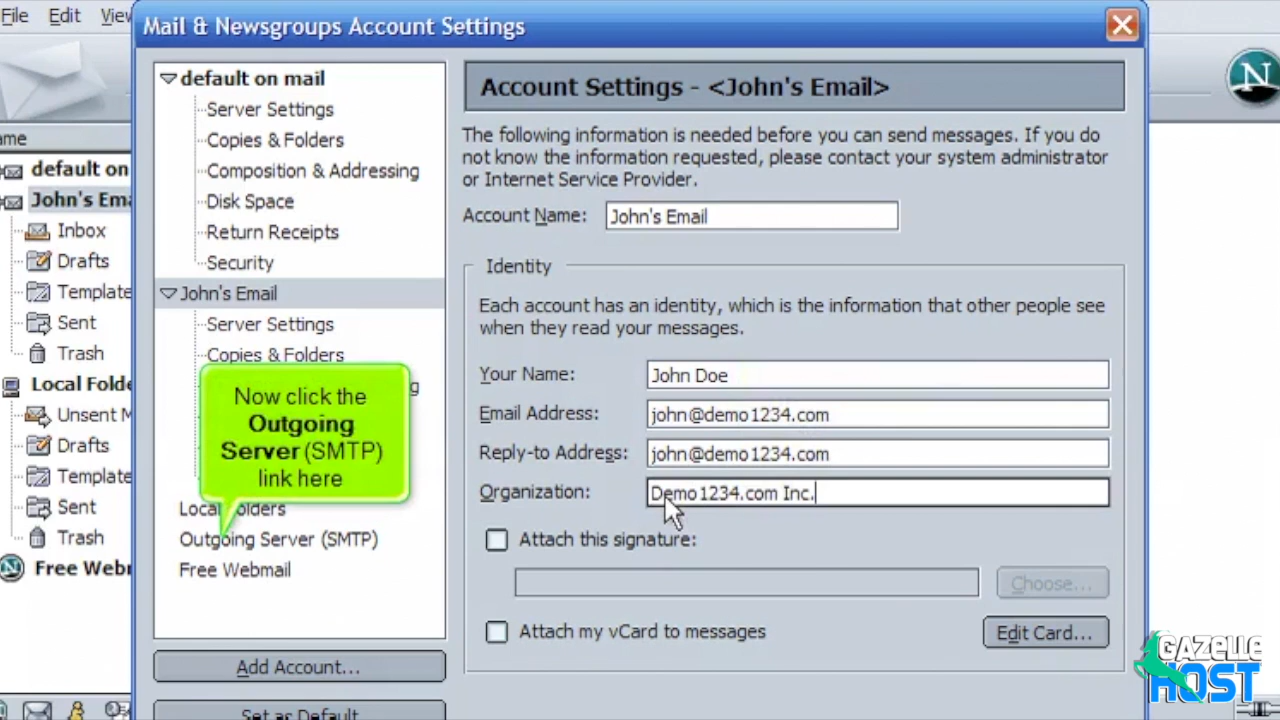 File Edit View
Mail & Newsgroups Account Settings
ame
default on
John's Ema
Inbox
Drafts
Template
Sent
Trash
Local Folde
Unsent M
Drafts
Template
Sent
Trash
Free Webm
default on mail
Server Settings
Copies & Folders
Composition & Addressing
Disk Space
Return Receipts
Security
John's Email
Server Settings
Copies & Folders
g
Now click the
Outgoing
Server (SMTP)
link here
Local Folders
Outgoing Server (SMTP)
Free Webmail
Add Account...
Set as Default
Account Settings - <John's Email>
The following information is needed before you can send messages. If you do
not know the information requested, please contact your system administrator
or Internet Service Provider.
Account Name: John's Email
Identity
Each account has an identity, which is the information that other people see
when they read your messages.
Your Name: John Doe
Email Address: john@demo1234.com
Reply-to Address: john@demo1234.com
Organization: Demo1234.com Inc.
Attach this signature:
Choose...
Attach my vCard to messages
Edit Card...
N
GAZELLE
HOST